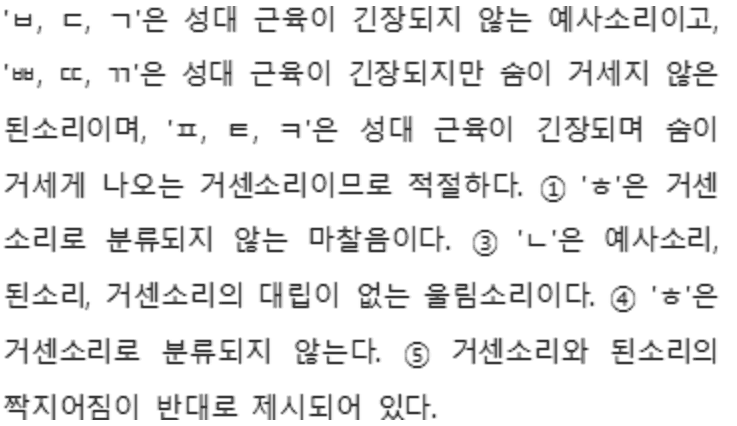 'ㅂ, ㄷ, ㄱ'은 성대 근육이 긴장되지 않는 예사소리이고,
'ㅃ, ㄸ, ㄲ'은 성대 근육이 긴장되지만 숨이 거세지 않은
된소리이며, 'ㅍ, ㅌ, ㅋ'은 성대 근육이 긴장되며 숨이
거세게 나오는 거센소리이므로 적절하다. ① 'ㅎ'은 거센
소리로 분류되지 않는 마찰음이다. ③ 'ㄴ'은 예사소리,
된소리, 거센소리의 대립이 없는 울림소리이다. ④ 'ㅎ'은
거센소리로 분류되지 않는다. ⑤ 거센소리와 된소리의
짝지어짐이 반대로 제시되어 있다.